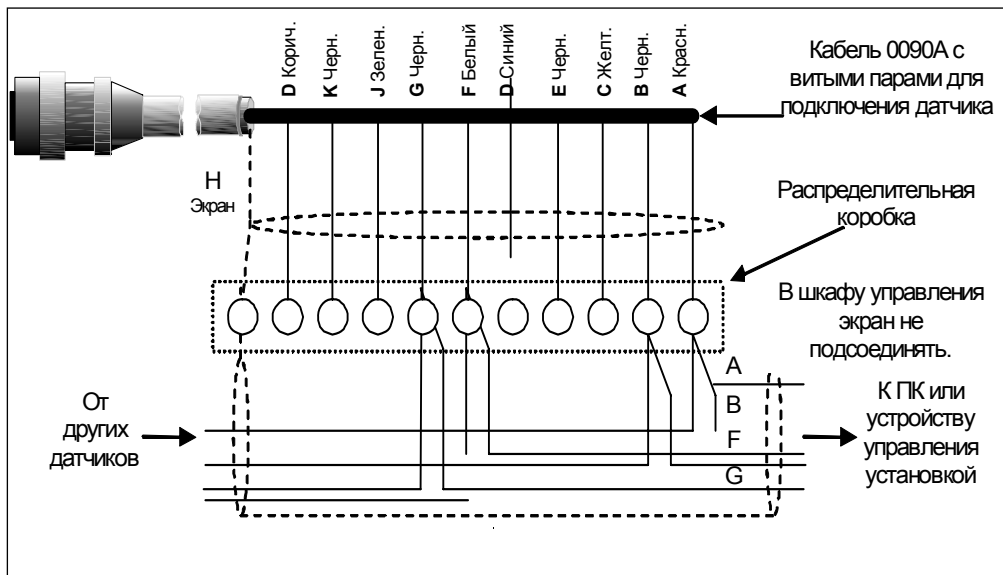 D Корич.
K Черн.
J Зелен.
G Черн.
F Белый
D Синий
E Черн.
C Желт.
B Черн.
A Красн.
Кабель 0090A с
витыми парами для
подключения датчика
H
Экран
Распределительная
коробка
В шкафу управления
экран не
подсоединять.
A
B
F
G
От
других
датчиков
К ПК или
устройству
управления
установкой